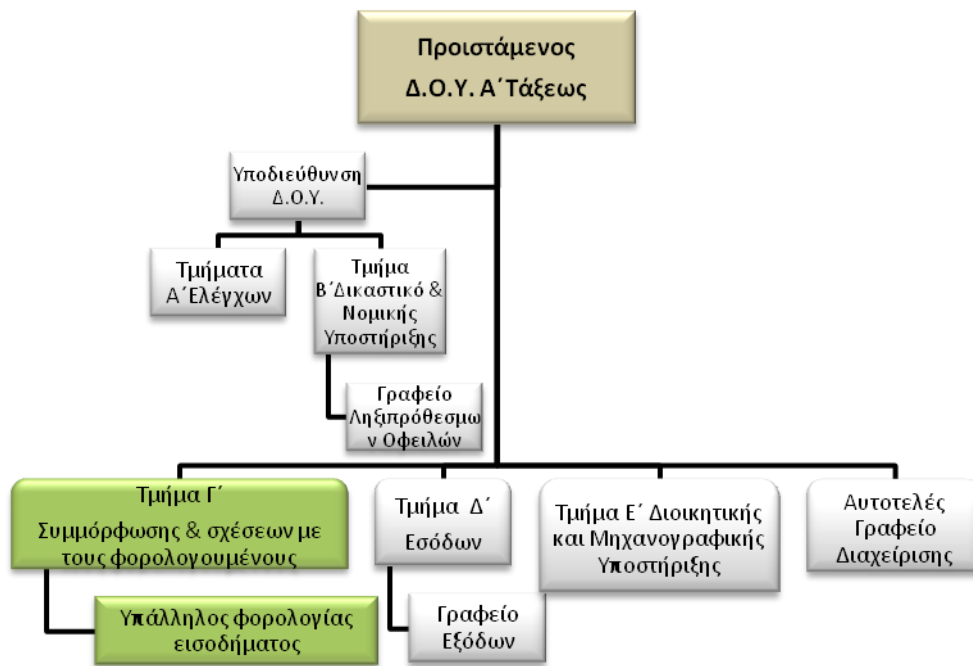 Προιστάμενος
Δ.Ο.Υ. Α΄Τάξεως
Υποδιεύθυνση
Δ.Ο.Υ.
Τμήματα
Α΄Ελέγχων
Τμήμα
Β΄Δικαστικό &
Νομικής
Υποστήριξης
Γραφείο
Ληξιπρόθεσμω
ν Οφειλών
Τμήμα Γ΄
Συμμόρφωσης & σχέσεων με
τους φορολογουμένους
Υπάλληλος φορολογίας
εισοδήματος
Τμήμα Δ΄
Εσόδων
Γραφείο
Εξόδων
Τμήμα Ε΄ Διοικητικής
και Μηχανογραφικής
Υποστήριξης
Αυτοτελές
Γραφείο
Διαχείρισης